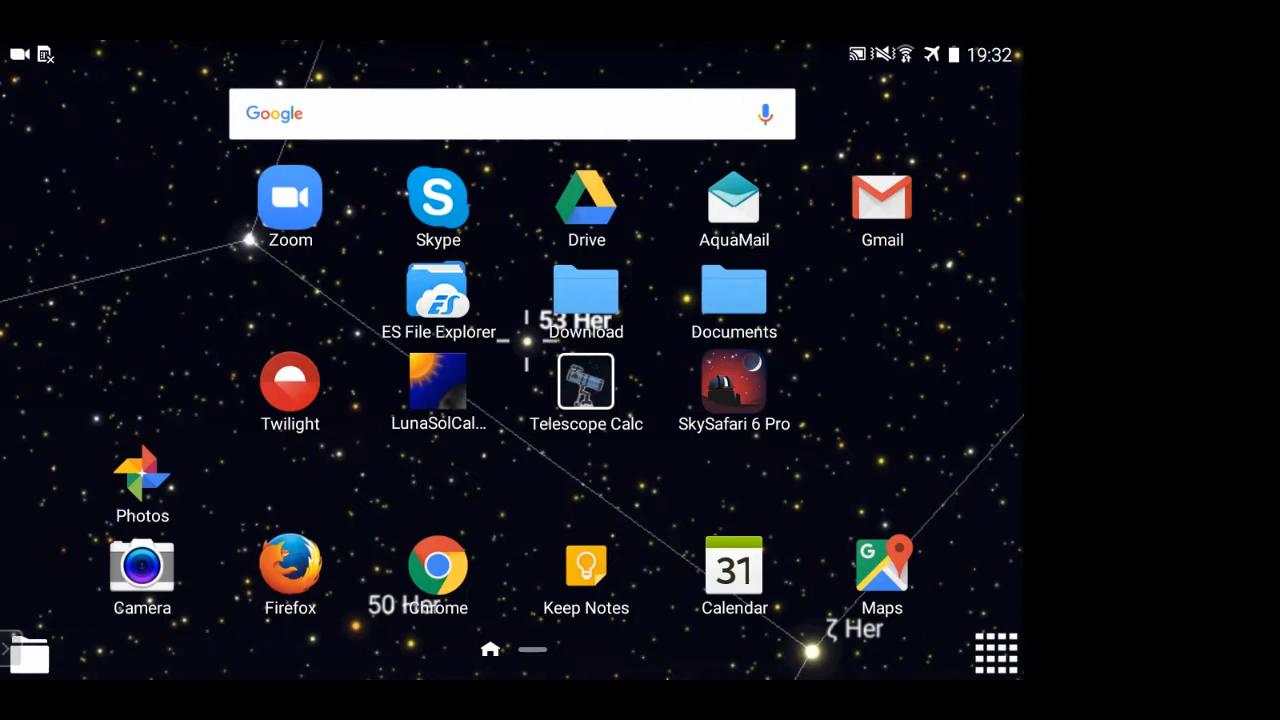 19:32
Google
Zoom
Skype
Drive
AquaMail
Gmail
ES File Explorer
53 Her
Download
Documents
Twilight
LunaSolCal...
Telescope Calc
SkySafari 6 Pro
Photos
31
G
Camera
Firefox
50 Her
Chrome
Keep Notes
Calendar
Maps
ζ Her